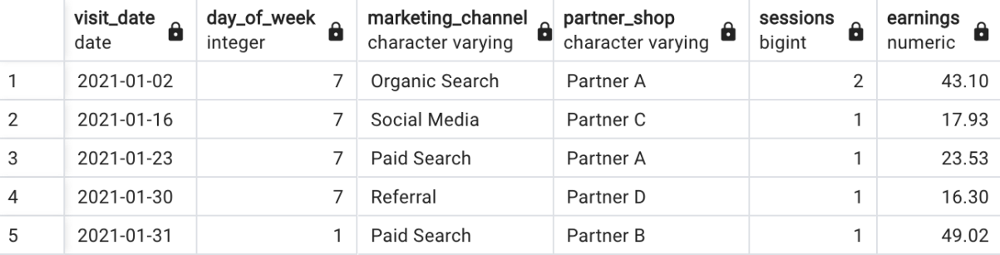 visit_date day_of_week marketing_channel partner_shop sessions earnings
date integer character varying character varying bigint numeric
1 2021-01-02 7 Organic Search Partner A 2 43.10
2 2021-01-16 7 Social Media Partner C 1 17.93
3 2021-01-23 7 Paid Search Partner A 1 23.53
4 2021-01-30 7 Referral Partner D 1 16.30
5 2021-01-31 1 Paid Search Partner B 1 49.02